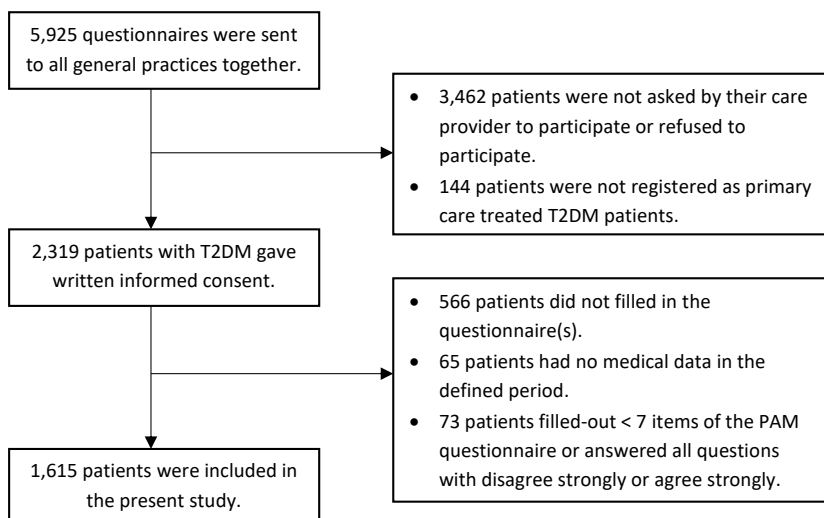 5,925 questionnaires were sent
to all general practices together.
• 3,462 patients were not asked by their care
provider to participate or refused to
participate.
• 144 patients were not registered as primary
care treated T2DM patients.
2,319 patients with T2DM gave
written informed consent.
• 566 patients did not filled in the
questionnaire(s).
• 65 patients had no medical data in the
defined period.
• 73 patients filled-out < 7 items of the PAM
questionnaire or answered all questions
with disagree strongly or agree strongly.
1,615 patients were included in
the present study.